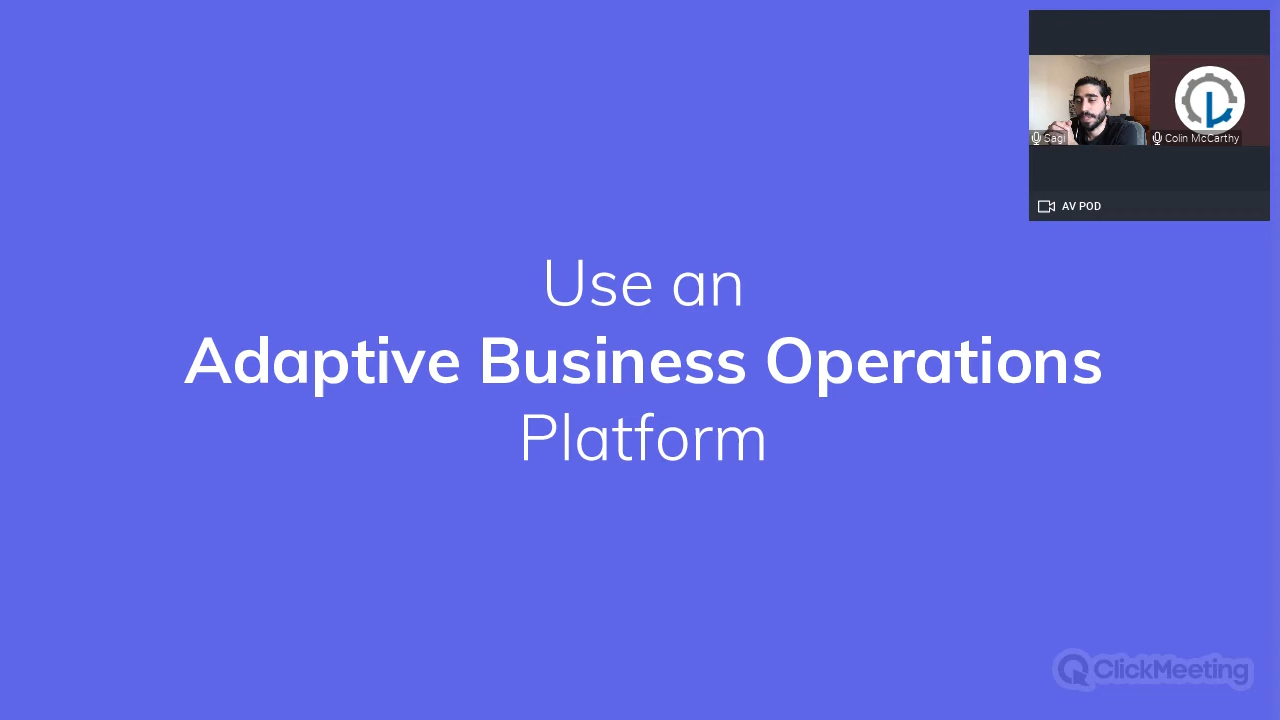 Sagi
Colin McCarthy
AV POD
Use an
Adaptive Business Operations
Platform
ClickMeeting